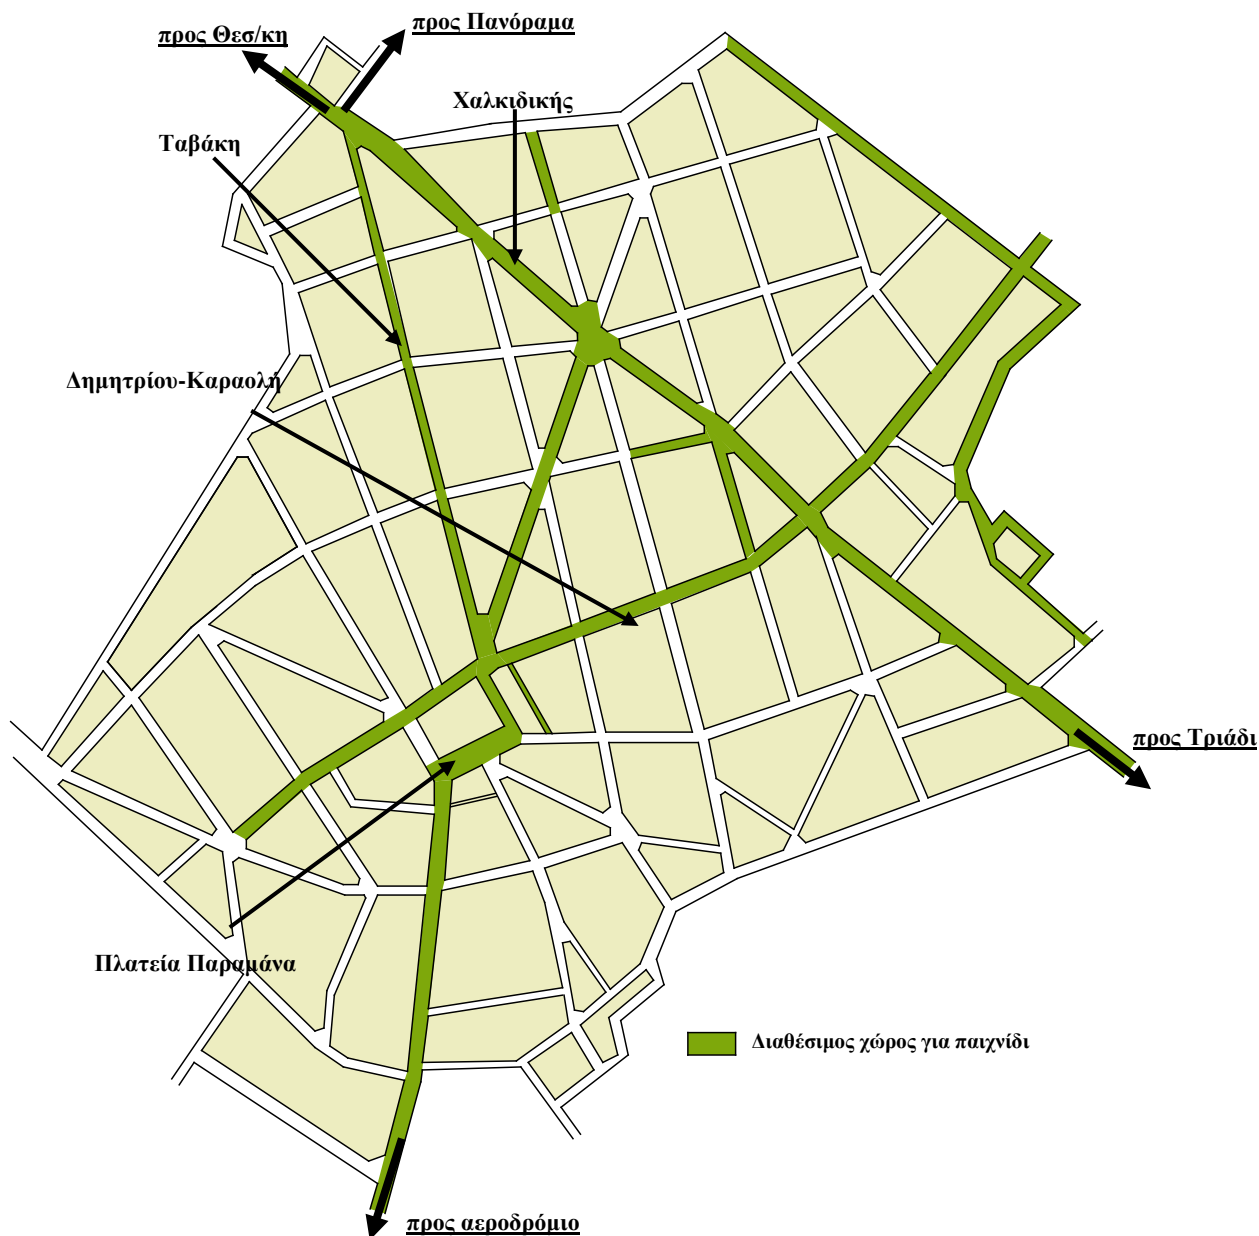 προς Πανόραμα
προς Θεσ/κη
Χαλκιδικής
Ταβάκη
Δημητρίου-Καραολή
προς Τριάδι
Πλατεία Παραμάνα
Διαθέσιμος χώρος για παιχνίδι
προς αεροδρόμιο